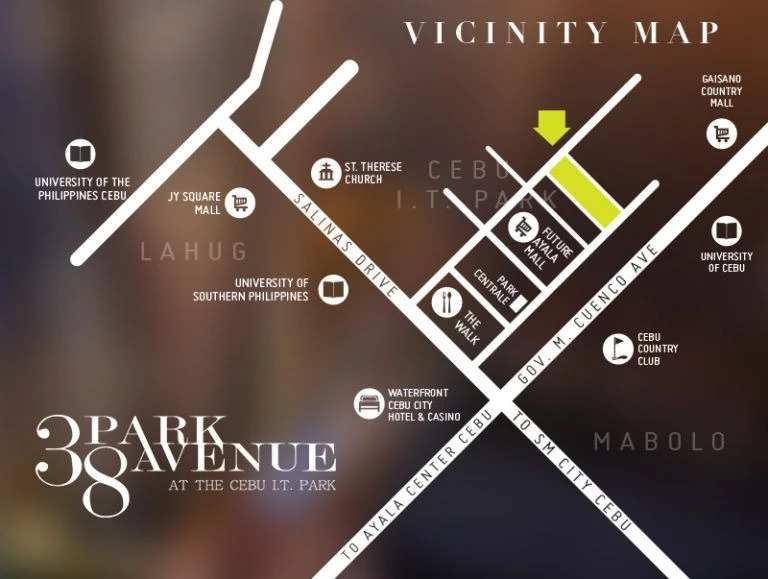 VICINITY MAP
GAISANO
COUNTRY
MALL
UNIVERSITY OF THE
PHILIPPINES CEBU
JY SQUARE
MALL
ST. THERESE
CHURCH
CEBU
I.T. PARK
LAHUG
SALINAS DRIVE
FUTURE
AYALA
MALL
UNIVERSITY
OF CEBU
UNIVERSITY OF
SOUTHERN PHILIPPINES
PARK
CENTRALE
THE
WALK
GOV. M. CUENCO AVE
CEBU
COUNTRY
CLUB
WATERFRONT
CEBU CITY
HOTEL & CASINO
MABOLO
38 PARK
AVENUE
AT THE CEBU I.T. PARK
TO AYALA CENTER CEBU
TO SM CITY CEBU